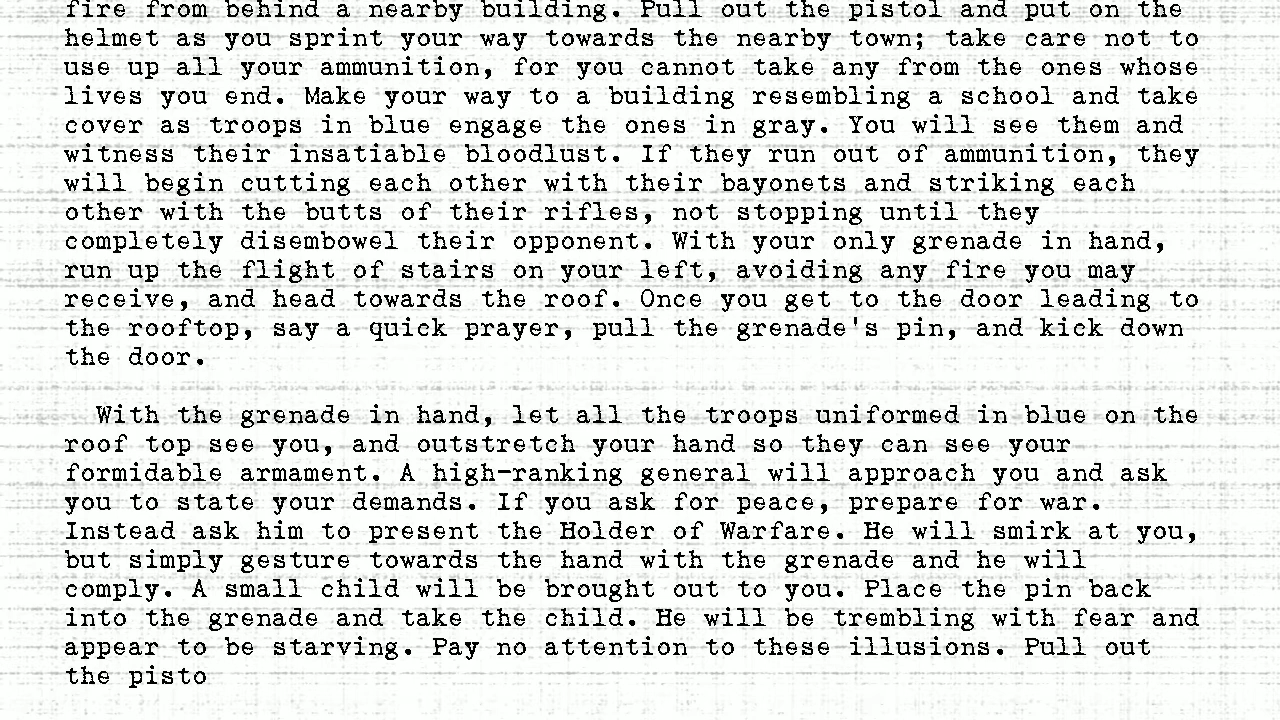 fire from behind a nearby building. Pull out the pistol and put on the
helmet as you sprint your way towards the nearby town; take care not to
use up all your ammunition, for you cannot take any from the ones whose
lives you end. Make your way to a building resembling a school and take
cover as troops in blue engage the ones in gray. You will see them and
witness their insatiable bloodlust. If they run out of ammunition, they
will begin cutting each other with their bayonets and striking each
other with the butts of their rifles, not stopping until they
completely disembowel their opponent. With your only grenade in hand,
run up the flight of stairs on your left, avoiding any fire you may
receive, and head towards the roof. Once you get to the door leading to
the rooftop, say a quick prayer, pull the grenade's pin, and kick down
the door.
With the grenade in hand, let all the troops uniformed in blue on the
roof top see you, and outstretch your hand so they can see your
formidable armament. A high-ranking general will approach you and ask
you to state your demands. If you ask for peace, prepare for war.
Instead ask him to present the Holder of Warfare. He will smirk at you,
but simply gesture towards the hand with the grenade and he will
comply. A small child will be brought out to you. Place the pin back
into the grenade and take the child. He will be trembling with fear and
appear to be starving. Pay no attention to these illusions. Pull out
the pisto